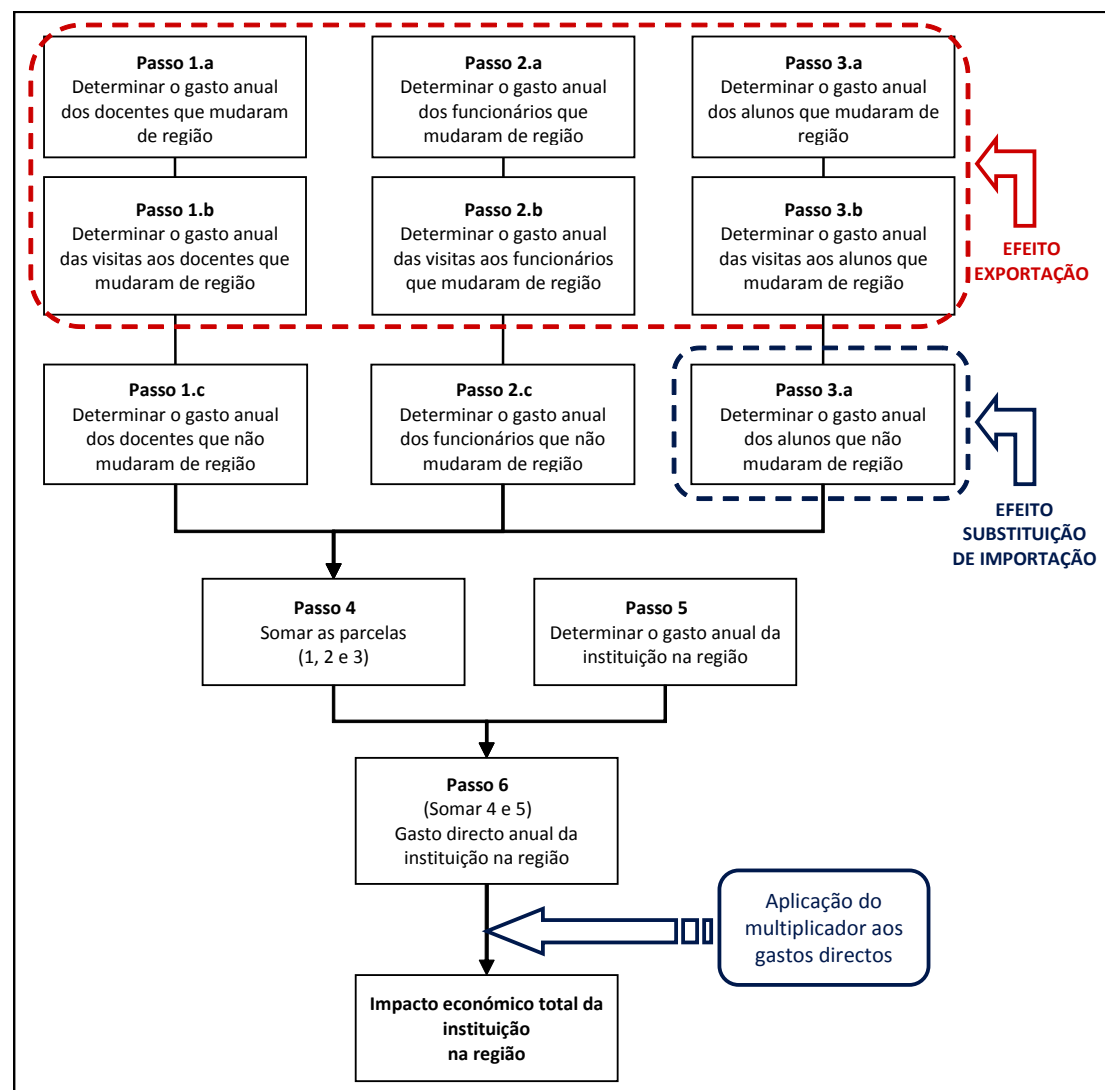 Passo 1.a
Determinar o gasto anual
dos docentes que mudaram
de região
Passo 2.a
Determinar o gasto anual
dos funcionários que
mudaram de região
Passo 3.a
Determinar o gasto anual
dos alunos que mudaram de
região
Passo 1.b
Determinar o gasto anual
das visitas aos docentes que
mudaram de região
Passo 2.b
Determinar o gasto anual
das visitas aos funcionários
que mudaram de região
Passo 3.b
Determinar o gasto anual
das visitas aos alunos que
mudaram de região
EFEITO
EXPORTAÇÃO
Passo 1.c
Determinar o gasto anual
dos docentes que não
mudaram de região
Passo 2.c
Determinar o gasto anual
dos funcionários que não
mudaram de região
Passo 3.a
Determinar o gasto anual
dos alunos que não
mudaram de região
EFEITO
SUBSTITUIÇÃO
DE IMPORTAÇÃO
Passo 4
Somar as parcelas
(1, 2 e 3)
Passo 5
Determinar o gasto anual da
instituição na região
Passo 6
(Somar 4 e 5)
Gasto directo anual da
instituição na região
Aplicação do
multiplicador aos
gastos directos
Impacto económico total da
instituição
na região